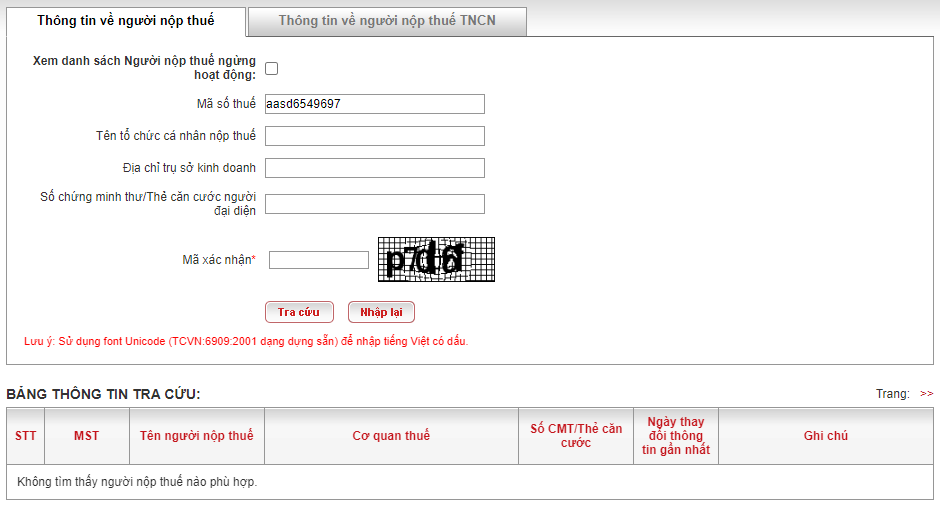 Thông tin về người nộp thuế
Thông tin về người nộp thuế TNCN
Xem danh sách Người nộp thuế ngừng
hoạt động:
Mã số thuế
aasd6549697
Tên tổ chức cá nhân nộp thuế
Địa chỉ trụ sở kinh doanh
Số chứng minh thư/Thẻ căn cước người
đại diện
Mã xác nhận*
Tra cứu
Nhập lại
Lưu ý: Sử dụng font Unicode (TCVN:6909:2001 dạng dựng sẵn) để nhập tiếng Việt có dấu.
BẢNG THÔNG TIN TRA CỨU:
Trang: >>
STT
MST
Tên người nộp thuế
Cơ quan thuế
Số CMT/Thẻ căn
cước
Ngày thay
đổi thông
tin gần nhất
Ghi chú
Không tìm thấy người nộp thuế nào phù hợp.